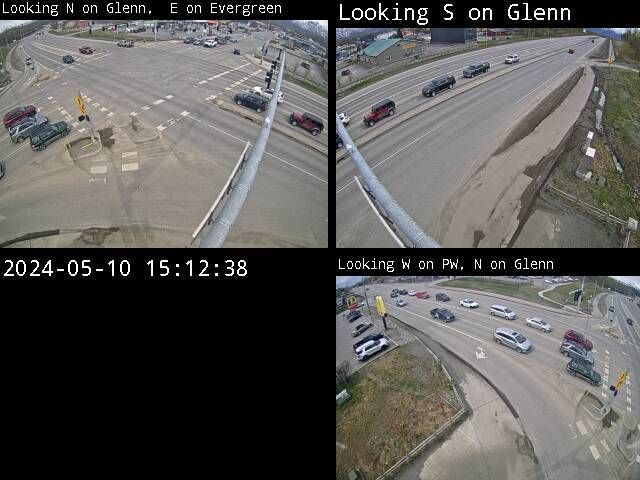 Looking N on Glenn,  E on Evergreen
Looking S on Glenn
2024-05-10 15:12:38
Looking W on PW, N on Glenn